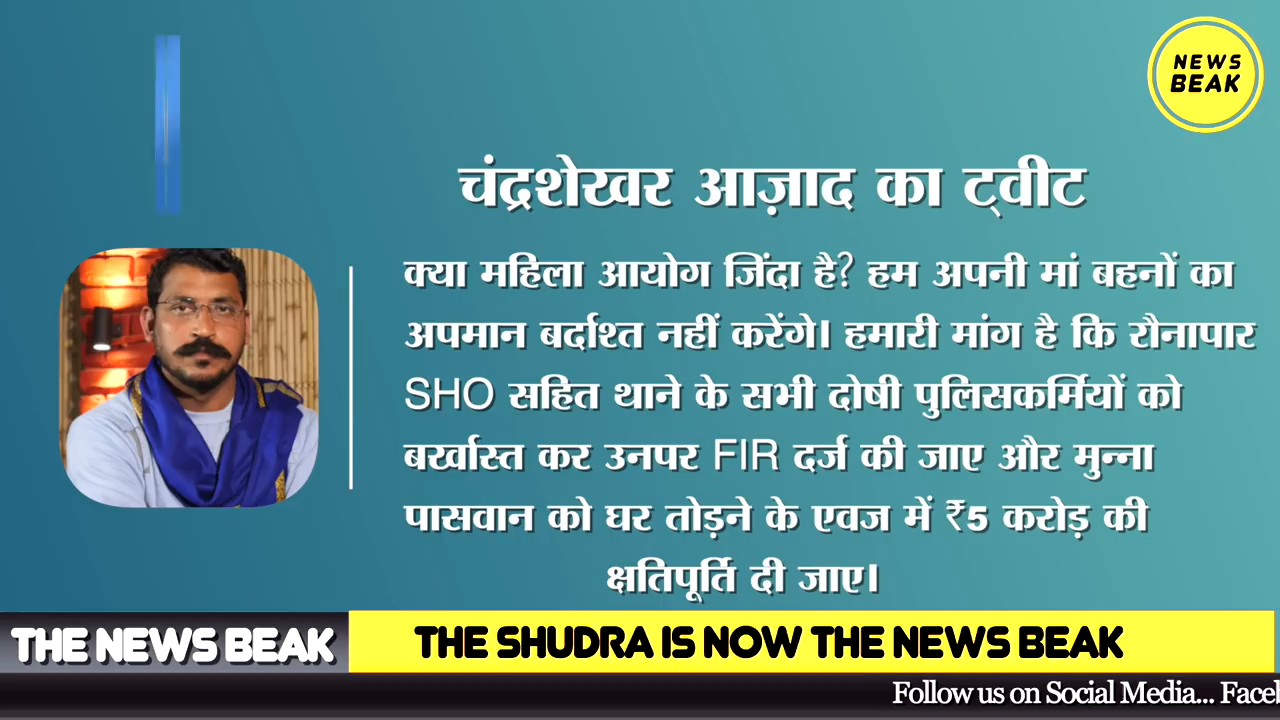 NEWS
BEAK
चंद्रशेखर आज़ाद का ट्वीट
क्या महिला आयोग जिंदा है? हम अपनी मां बहनों का
अपमान बर्दाश्त नहीं करेंगे। हमारी मांग है कि रौनापार
SHO सहित थाने के सभी दोषी पुलिसकर्मियों को
बर्खास्त कर उनपर FIR दर्ज की जाए और मुन्ना
पासवान को घर तोड़ने के एवज में ₹5 करोड़ की
क्षतिपूर्ति दी जाए।
THE NEWS BEAK
THE SHUDRA IS NOW THE NEWS BEAK
Follow us on Social Media...